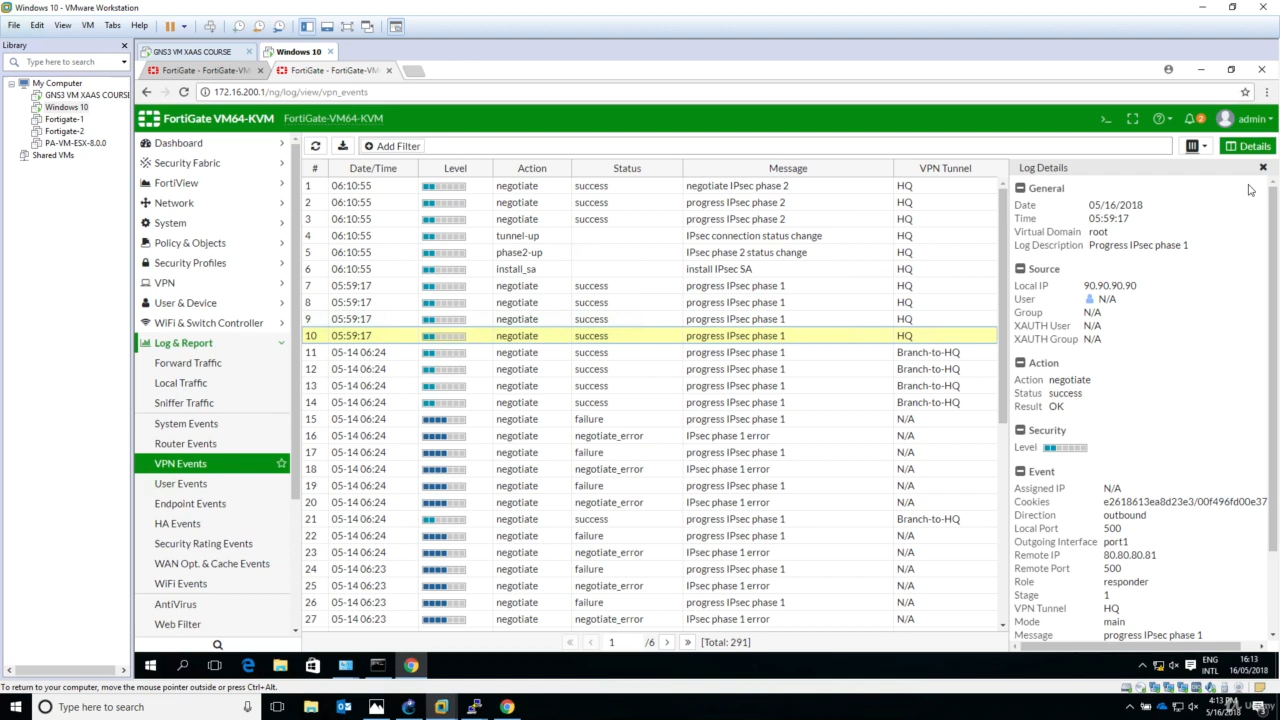 Windows 10 - VMware Workstation
File Edit View VM Tabs Help
Library
Type here to search
My Computer
GNS3 VM XAAS COURSE
Windows 10
Fortigate-1
Fortigate-2
PA-VM-ESX-8.0.0
Shared VMs
GNS3 VM XAAS COURSE Windows 10
FortiGate - FortiGate-VM FortiGate - FortiGate-VM
172.16.200.1/ng/log/view/vpn_events
FortiGate VM64-KVM FortiGate-VM64-KVM
2 admin
Dashboard
Security Fabric
FortiView
Network
System
Policy & Objects
Security Profiles
VPN
User & Device
WiFi & Switch Controller
Log & Report
Forward Traffic
Local Traffic
Sniffer Traffic
System Events
Router Events
VPN Events
User Events
Endpoint Events
HA Events
Security Rating Events
WAN Opt. & Cache Events
WiFi Events
AntiVirus
Web Filter
Add Filter
Details
# Date/Time Level Action Status Message VPN Tunnel
1 06:10:55 negotiate success negotiate IPsec phase 2 HQ
2 06:10:55 negotiate success progress IPsec phase 2 HQ
3 06:10:55 negotiate success progress IPsec phase 2 HQ
4 06:10:55 tunnel-up IPsec connection status change HQ
5 06:10:55 phase2-up IPsec phase 2 status change HQ
6 06:10:55 install_sa install IPsec SA HQ
7 05:59:17 negotiate success progress IPsec phase 1 HQ
8 05:59:17 negotiate success progress IPsec phase 1 HQ
9 05:59:17 negotiate success progress IPsec phase 1 HQ
10 05:59:17 negotiate success progress IPsec phase 1 HQ
11 05-14 06:24 negotiate success progress IPsec phase 1 Branch-to-HQ
12 05-14 06:24 negotiate success progress IPsec phase 1 Branch-to-HQ
13 05-14 06:24 negotiate success progress IPsec phase 1 Branch-to-HQ
14 05-14 06:24 negotiate success progress IPsec phase 1 Branch-to-HQ
15 05-14 06:24 negotiate failure progress IPsec phase 1 N/A
16 05-14 06:24 negotiate negotiate_error IPsec phase 1 error N/A
17 05-14 06:24 negotiate failure progress IPsec phase 1 N/A
18 05-14 06:24 negotiate negotiate_error IPsec phase 1 error N/A
19 05-14 06:24 negotiate failure progress IPsec phase 1 N/A
20 05-14 06:24 negotiate negotiate_error IPsec phase 1 error N/A
21 05-14 06:24 negotiate success progress IPsec phase 1 Branch-to-HQ
22 05-14 06:24 negotiate failure progress IPsec phase 1 N/A
23 05-14 06:24 negotiate negotiate_error IPsec phase 1 error N/A
24 05-14 06:23 negotiate failure progress IPsec phase 1 N/A
25 05-14 06:23 negotiate negotiate_error IPsec phase 1 error N/A
26 05-14 06:23 negotiate failure progress IPsec phase 1 N/A
27 05-14 06:23 negotiate negotiate_error IPsec phase 1 error N/A
1 /6 [Total: 291]
Log Details
General
Date 05/16/2018
Time 05:59:17
Virtual Domain root
Log Description Progress IPsec phase 1
Source
Local IP 90.90.90.90
User N/A
Group N/A
XAUTH User N/A
XAUTH Group N/A
Action
Action negotiate
Status success
Result OK
Security
Level
Event
Assigned IP N/A
Cookies e2618613ea8d23e3/00f496fd00e37
Direction outbound
Local Port 500
Outgoing Interface port1
Remote IP 80.80.80.81
Remote Port 500
Role responder
Stage 1
VPN Tunnel HQ
Mode main
Message progress IPsec phase 1
ENG
INTL
16:13
16/05/2018
To return to your computer, move the mouse pointer outside or press Ctrl+Alt.
Type here to search
4:13 PM
5/16/2018
Udemy